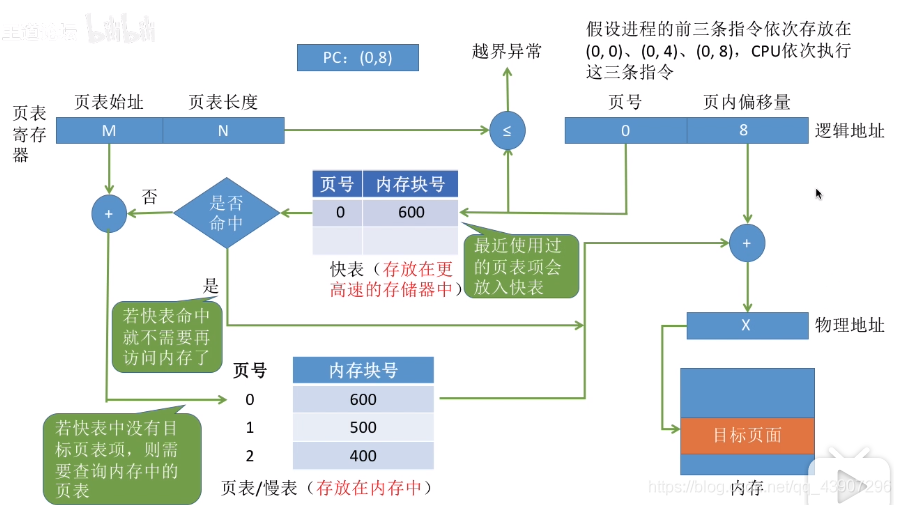 bilibili
PC：(0,8)
越界异常
假设进程的前三条指令依次存放在
(0, 0)、(0, 4)、(0, 8)，CPU依次执行
这三条指令
页表
寄存
器
页表始址
页表长度
M
N
≤
页号
页内偏移量
0
8
逻辑地址
+
否
是否
命中
页号
内存块号
0
600
快表（存放在更
高速的存储器中）
最近使用过
的页表项会
放入快表
+
是
若快表命中
就不需要再
访问内存了
X
物理地址
页号
内存块号
0
600
1
500
2
400
页表/慢表（存放在内存中）
若快表中没有目
标页表项，则需
要查询内存中的
页表
目标页面
内存
https://blog.csdn.net/qq_43907296